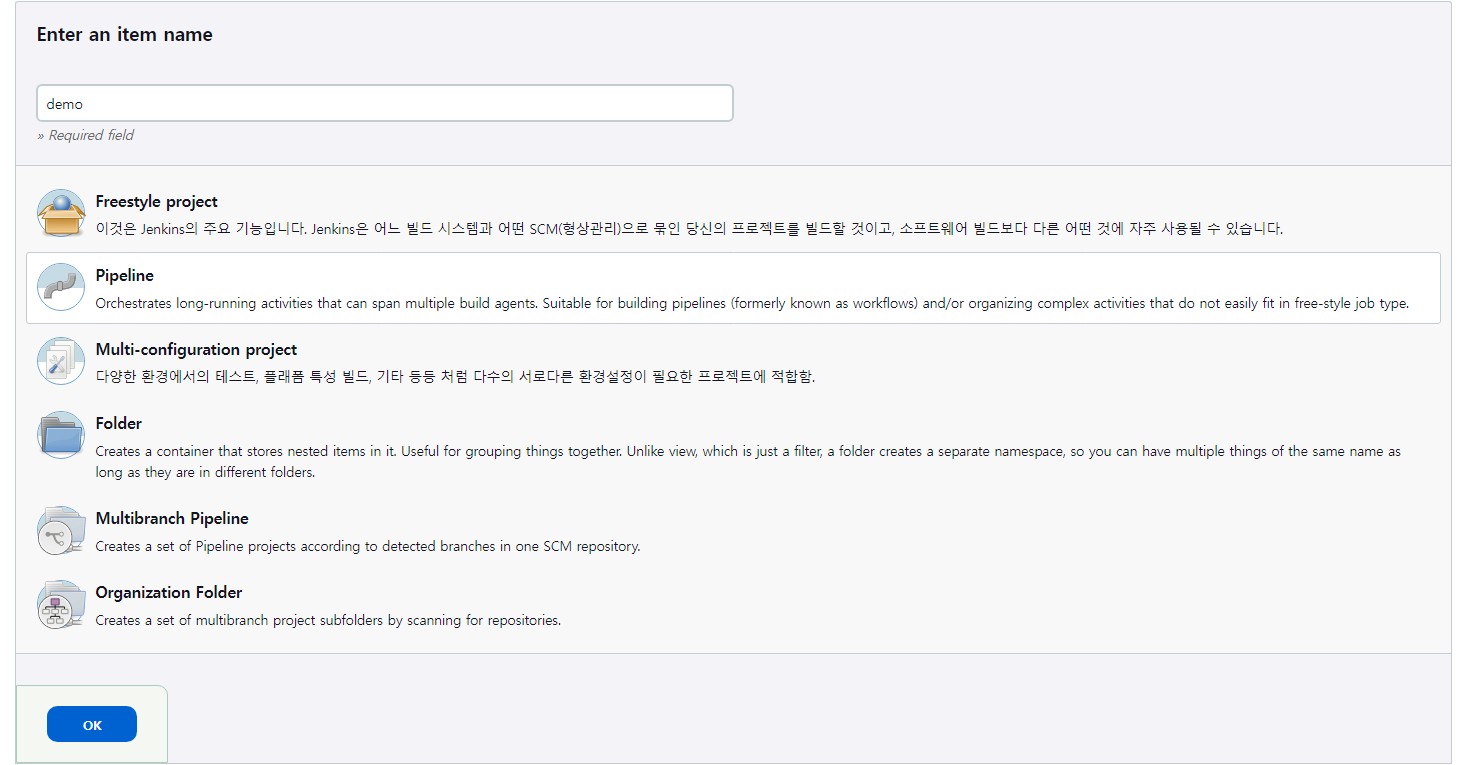 Enter an item name
demo
» Required field
Freestyle project
이것은 Jenkins의 주요 기능입니다. Jenkins은 어느 빌드 시스템과 어떤 SCM(형상관리)으로 묶인 당신의 프로젝트를 빌드할 것이고, 소프트웨어 빌드보다 다른 어떤 것에 자주 사용될 수 있습니다.
Pipeline
Orchestrates long-running activities that can span multiple build agents. Suitable for building pipelines (formerly known as workflows) and/or organizing complex activities that do not easily fit in free-style job type.
Multi-configuration project
다양한 환경에서의 테스트, 플래폼 특성 빌드, 기타 등등 처럼 다수의 서로다른 환경설정이 필요한 프로젝트에 적합함.
Folder
Creates a container that stores nested items in it. Useful for grouping things together. Unlike view, which is just a filter, a folder creates a separate namespace, so you can have multiple things of the same name as
long as they are in different folders.
Multibranch Pipeline
Creates a set of Pipeline projects according to detected branches in one SCM repository.
Organization Folder
Creates a set of multibranch project subfolders by scanning for repositories.
OK